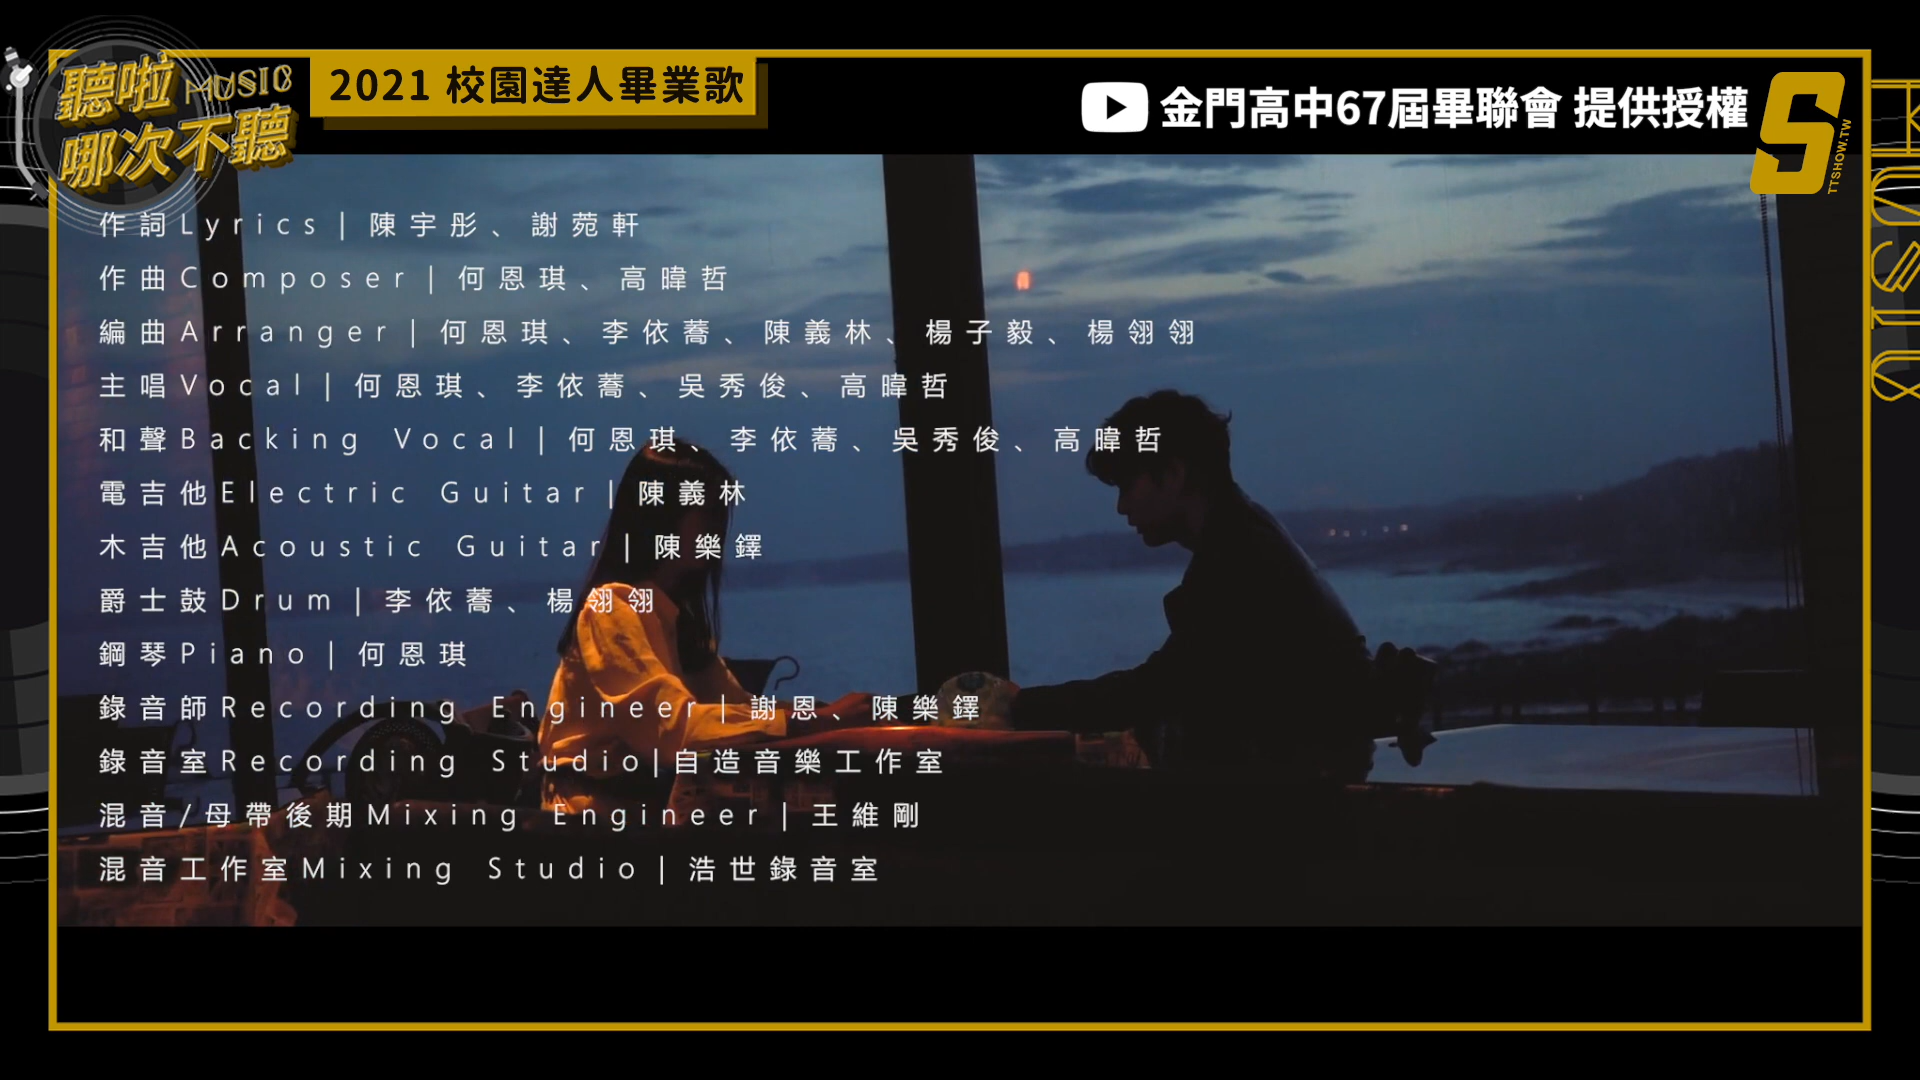 聽啦 MUSIC
哪次不聽
2021 校園達人畢業歌
金門高中67屆畢聯會 提供授權
S
TTSHOW.TW
MUSIC
作詞Lyrics | 陳宇彤、謝菀軒
作曲Composer | 何恩琪、高暐哲
編曲Arranger | 何恩琪、李依蕎、陳義林、楊子毅、楊翎翎
主唱Vocal | 何恩琪、李依蕎、吳秀俊、高暐哲
和聲Backing Vocal | 何恩琪、李依蕎、吳秀俊、高暐哲
電吉他Electric Guitar | 陳義林
木吉他Acoustic Guitar | 陳樂鐸
爵士鼓Drum | 李依蕎、楊翎翎
鋼琴Piano | 何恩琪
錄音師Recording Engineer | 謝恩、陳樂鐸
錄音室Recording Studio|自造音樂工作室
混音/母帶後期Mixing Engineer | 王維剛
混音工作室Mixing Studio | 浩世錄音室